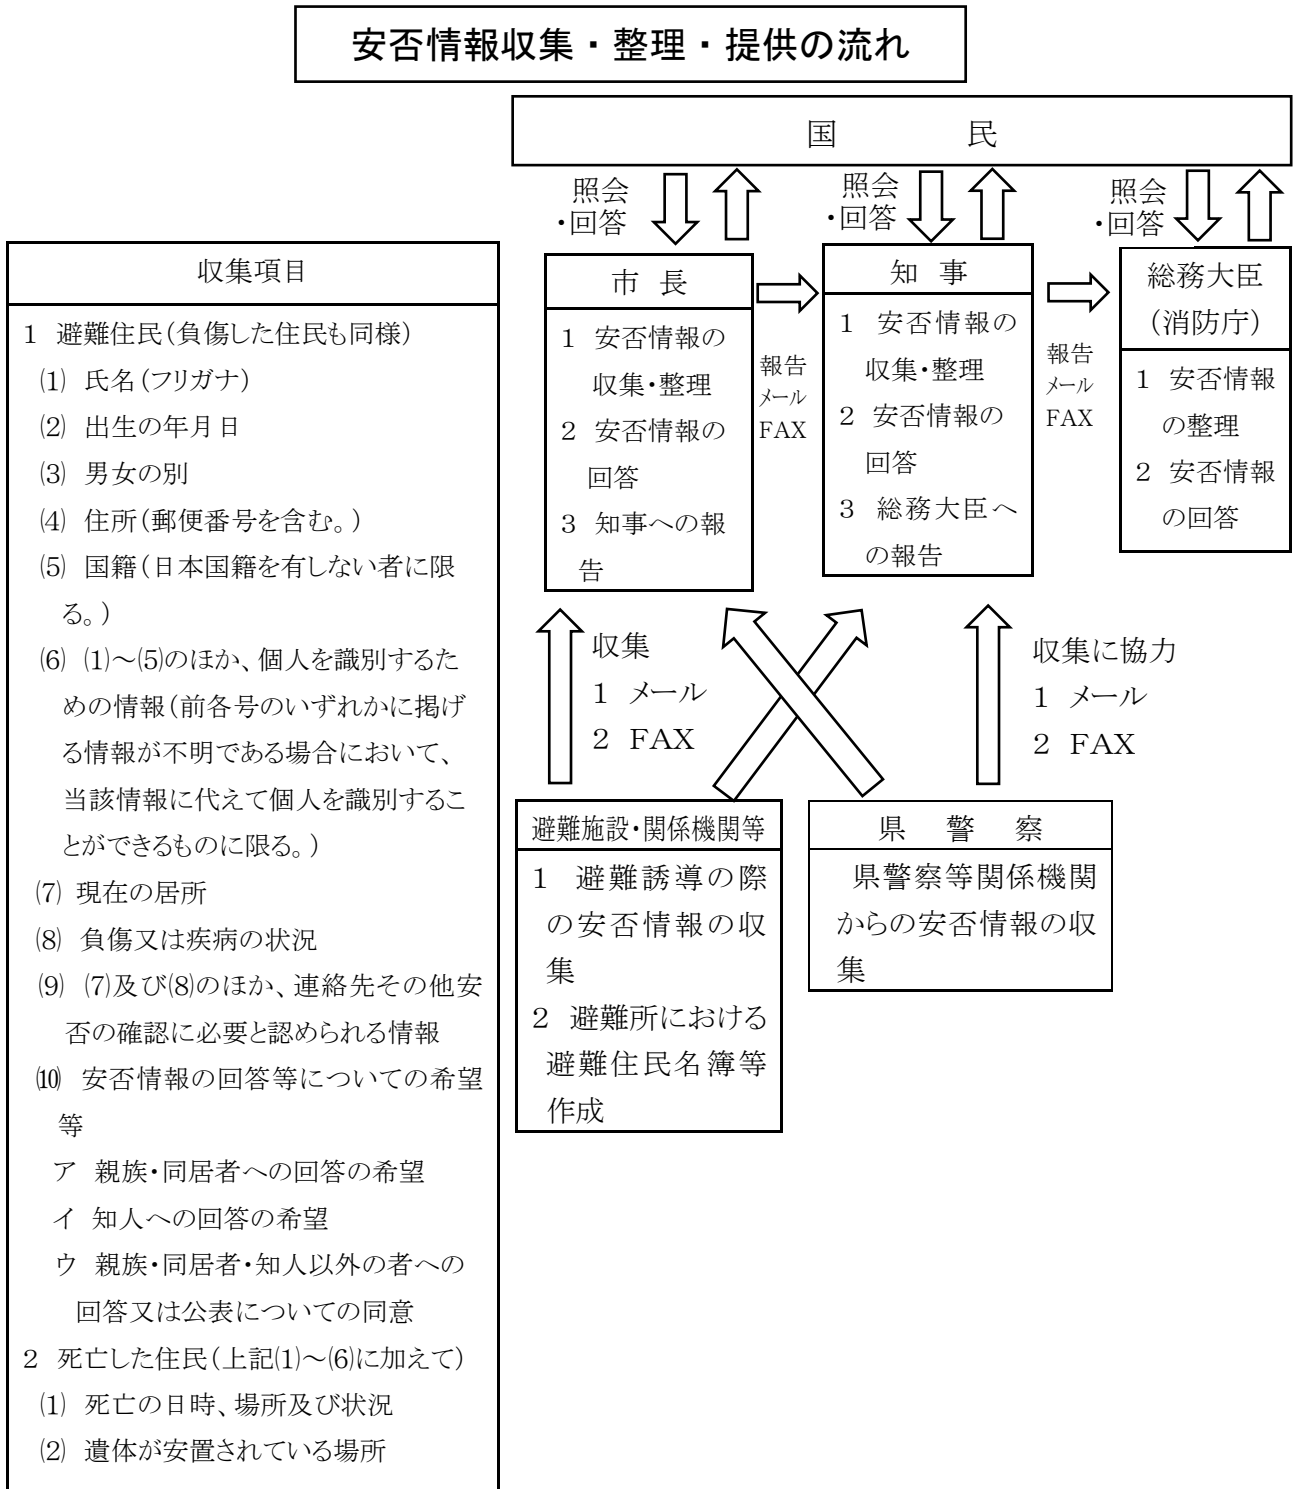 安否情報収集・整理・提供の流れ
国　民
照会
・回答
照会
・回答
照会
・回答
収集項目
1 避難住民(負傷した住民も同様)
⑴ 氏名(フリガナ)
⑵ 出生の年月日
⑶ 男女の別
⑷ 住所(郵便番号を含む。)
⑸ 国籍(日本国籍を有しない者に限
る。)
⑹ ⑴～⑸のほか、個人を識別するた
めの情報(前各号のいずれかに掲げ
る情報が不明である場合において、
当該情報に代えて個人を識別するこ
とができるものに限る。)
⑺ 現在の居所
⑻ 負傷又は疾病の状況
⑼ ⑺及び⑻のほか、連絡先その他安
否の確認に必要と認められる情報
⑽ 安否情報の回答等についての希望
等
ア 親族・同居者への回答の希望
イ 知人への回答の希望
ウ 親族・同居者・知人以外の者への
回答又は公表についての同意
2 死亡した住民(上記⑴～⑹に加えて)
⑴ 死亡の日時、場所及び状況
⑵ 遺体が安置されている場所
市 長
1 安否情報の
収集・整理
2 安否情報の
回答
3 知事への報
告
報告
メール
FAX
知 事
1 安否情報の
収集・整理
2 安否情報の
回答
3 総務大臣へ
の報告
報告
メール
FAX
総務大臣
(消防庁)
1 安否情報
の整理
2 安否情報
の回答
収集
1 メール
2 FAX
収集に協力
1 メール
2 FAX
避難施設・関係機関等
1 避難誘導の際
の安否情報の収
集
2 避難所における
避難住民名簿等
作成
県 警 察
県警察等関係機関
からの安否情報の収
集